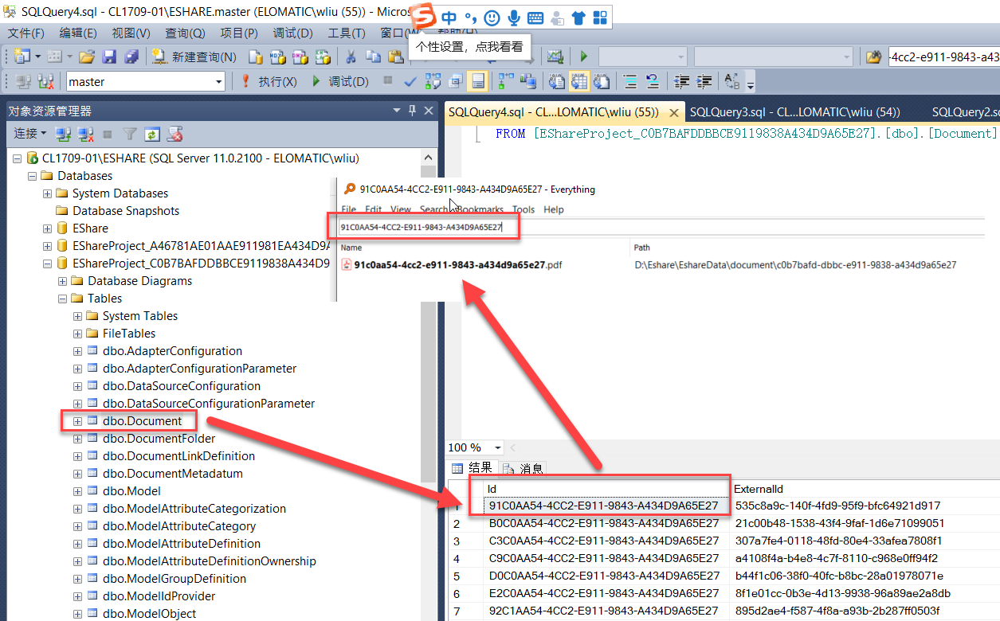 SQLQuery4.sql - CL1709-01\ESHARE.master (ELOMATIC\wliu (55)) - Micros
中
个性设置，点我看看
文件(F) 编辑(E) 视图(V) 查询(Q) 项目(P) 调试(D) 工具(T) 窗口(W)
新建查询(N)
-4cc2-e911-9843-a43
master
执行(X)
调试(D)
对象资源管理器
SQLQuery4.sql - CL...LOMATIC\wliu (55))
SQLQuery3.sql - CL...LOMATIC\wliu (54))
SQLQuery2.s
连接
FROM [EShareProject_C0B7BAFDDBBCE9119838A434D9A65E27].[dbo].[Document]
CL1709-01\ESHARE (SQL Server 11.0.2100 - ELOMATIC\wliu)
Databases
System Databases
Database Snapshots
EShare
EShareProject_A46781AE01AAE911981EA434D9A
EShareProject_C0B7BAFDDBBCE9119838A434D9
Database Diagrams
Tables
System Tables
FileTables
dbo.AdapterConfiguration
dbo.AdapterConfigurationParameter
dbo.DataSourceConfiguration
dbo.DataSourceConfigurationParameter
dbo.Document
dbo.DocumentFolder
dbo.DocumentLinkDefinition
dbo.DocumentMetadatum
dbo.Model
dbo.ModelAttributeCategorization
dbo.ModelAttributeCategory
dbo.ModelAttributeDefinition
dbo.ModelAttributeDefinitionOwnership
dbo.ModelGroupDefinition
dbo.ModelIdProvider
dbo.ModelObject
91C0AA54-4CC2-E911-9843-A434D9A65E27 - Everything
File Edit View Search Bookmarks Tools Help
91C0AA54-4CC2-E911-9843-A434D9A65E27
Name Path
91c0aa54-4cc2-e911-9843-a434d9a65e27.pdf D:\Eshare\EshareData\document\c0b7bafd-dbbc-e911-9838-a434d9a65e27
100 %
结果 消息
Id ExternalId
1 91C0AA54-4CC2-E911-9843-A434D9A65E27 535c8a9c-140f-4fd9-95f9-bfc64921d917
2 B0C0AA54-4CC2-E911-9843-A434D9A65E27 21c00b48-1538-43f4-9faf-1d6e71099051
3 C3C0AA54-4CC2-E911-9843-A434D9A65E27 307a7fe4-0118-48fd-80e4-33afea7808f1
4 C9C0AA54-4CC2-E911-9843-A434D9A65E27 a4108f4a-b4e8-4c7f-8110-c968e0ff94f2
5 D0C0AA54-4CC2-E911-9843-A434D9A65E27 b44f1c06-38f0-40fc-b8bc-28a01978071e
6 E2C0AA54-4CC2-E911-9843-A434D9A65E27 8f1e01cc-0b3e-4d13-9938-96a89ae2a8db
7 92C1AA54-4CC2-E911-9843-A434D9A65E27 895d2ae4-f587-4f8a-a93b-2b287ff0503f